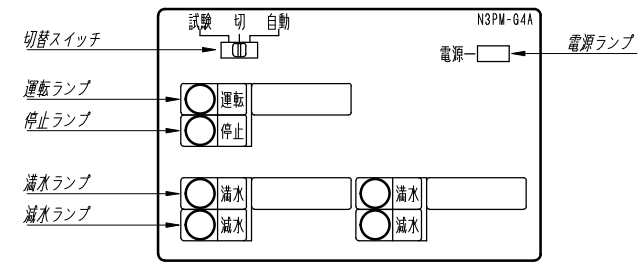 試験 切 自動 N3PM-G4A
切替スイッチ
電源 電源ランプ
運転ランプ 運転
停止ランプ 停止
満水ランプ 満水 満水
減水ランプ 減水 減水